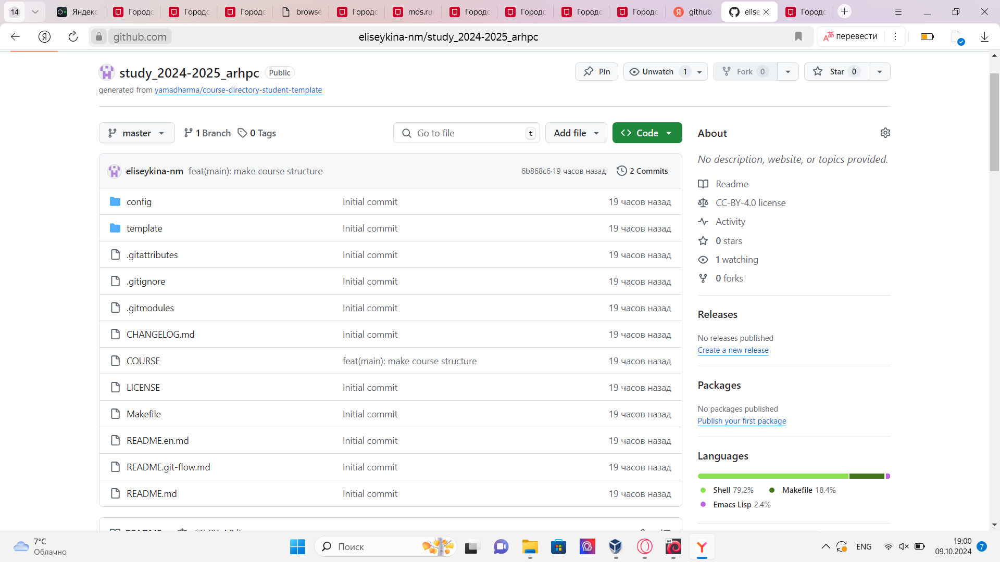 14 Яндекс Городс Городс Городс browse Городс mos.ru/ Городс Городс Городс Городс github elise Городс
github.com eliseykina-nm/study_2024-2025_arhpc перевести
study_2024-2025_arhpc Public Pin Unwatch 1 Fork 0 Star 0
generated from yamadharma/course-directory-student-template
master 1 Branch 0 Tags Go to file t Add file Code
eliseykina-nm feat(main): make course structure 6b868c6·19 часов назад 2 Commits
config Initial commit 19 часов назад
template Initial commit 19 часов назад
.gitattributes Initial commit 19 часов назад
.gitignore Initial commit 19 часов назад
.gitmodules Initial commit 19 часов назад
CHANGELOG.md Initial commit 19 часов назад
COURSE feat(main): make course structure 19 часов назад
LICENSE Initial commit 19 часов назад
Makefile Initial commit 19 часов назад
README.en.md Initial commit 19 часов назад
README.git-flow.md Initial commit 19 часов назад
README.md Initial commit 19 часов назад
About
No description, website, or topics provided.
Readme
CC-BY-4.0 license
Activity
0 stars
1 watching
0 forks
Releases
No releases published
Create a new release
Packages
No packages published
Publish your first package
Languages
Shell 79.2% Makefile 18.4%
Emacs Lisp 2.4%
7°C
Облачно
Поиск
64
ENG
19:00
09.10.2024
7